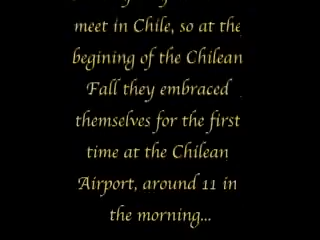 meet in Chile, so at the
begining of the Chilean
Fall they embraced
themselves for the first
time at the Chilean
Airport, around 11 in
the morning...